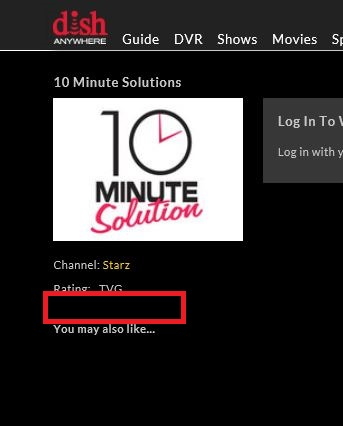 dish
ANYWHERE
Guide DVR Shows Movies
10 Minute Solutions
10
MINUTE
Solution
Log In To
Log in with
Channel: Starz
Rating: TVG
You may also like...